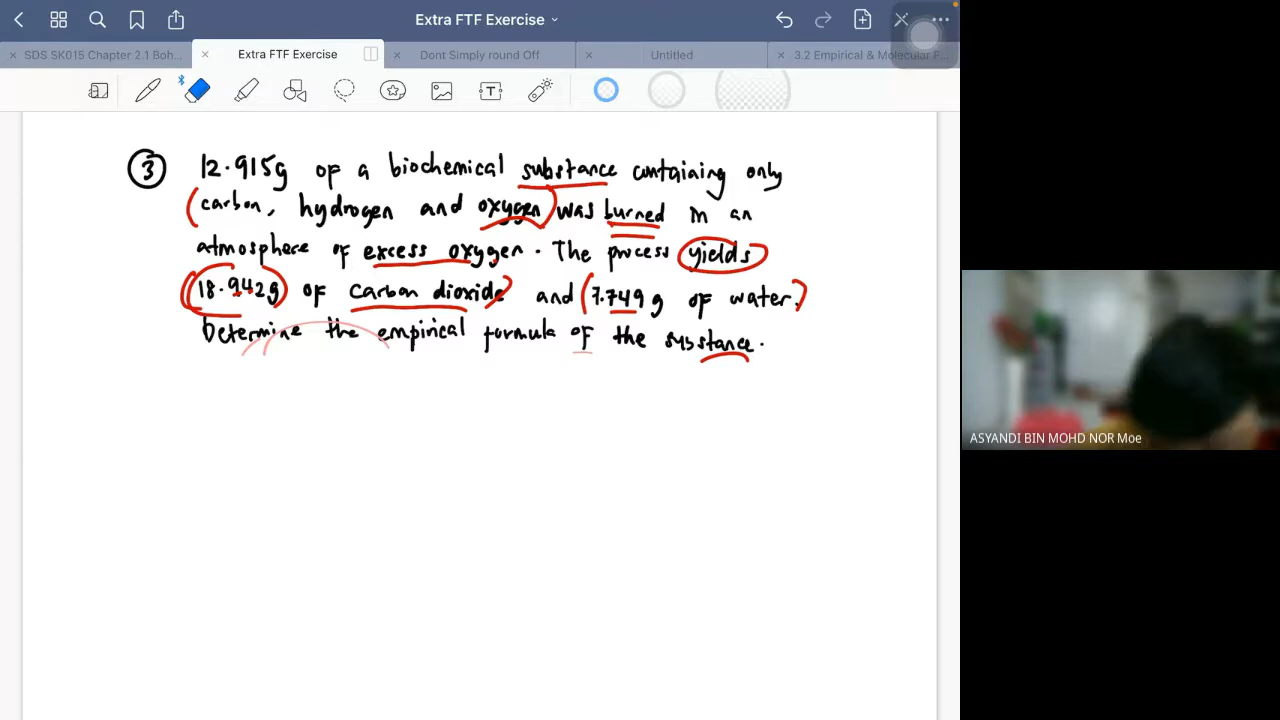 Extra FTF Exercise
SDS SK015 Chapter 2.1 Boh...
Extra FTF Exercise
Dont Simply round Off
Untitled
3.2 Empirical & Molecular F...
3 12.915g of a biochemical substance containing only
carbon, hydrogen and oxygen was burned in an
atmosphere of excess oxygen. The process yields
18.942g of carbon dioxide and 7.749 g of water.
Determine the empirical formula of the substance.
ASYANDI BIN MOHD NOR Moe